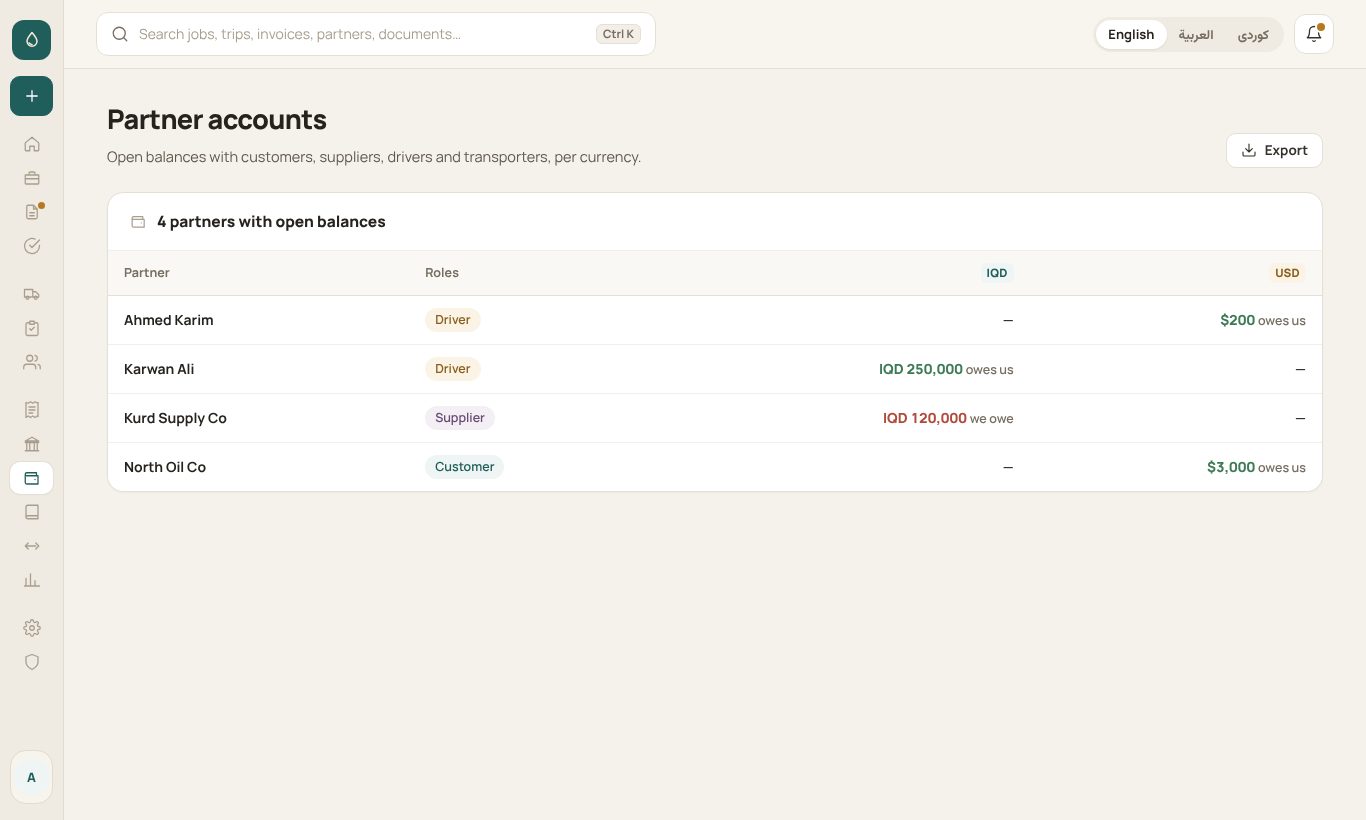 Search jobs, trips, invoices, partners, documents... Ctrl K English العربية کوردی
Partner accounts
Open balances with customers, suppliers, drivers and transporters, per currency.
Export
4 partners with open balances
Partner Roles IQD USD
Ahmed Karim Driver — $200 owes us
Karwan Ali Driver IQD 250,000 owes us —
Kurd Supply Co Supplier IQD 120,000 we owe —
North Oil Co Customer — $3,000 owes us
A